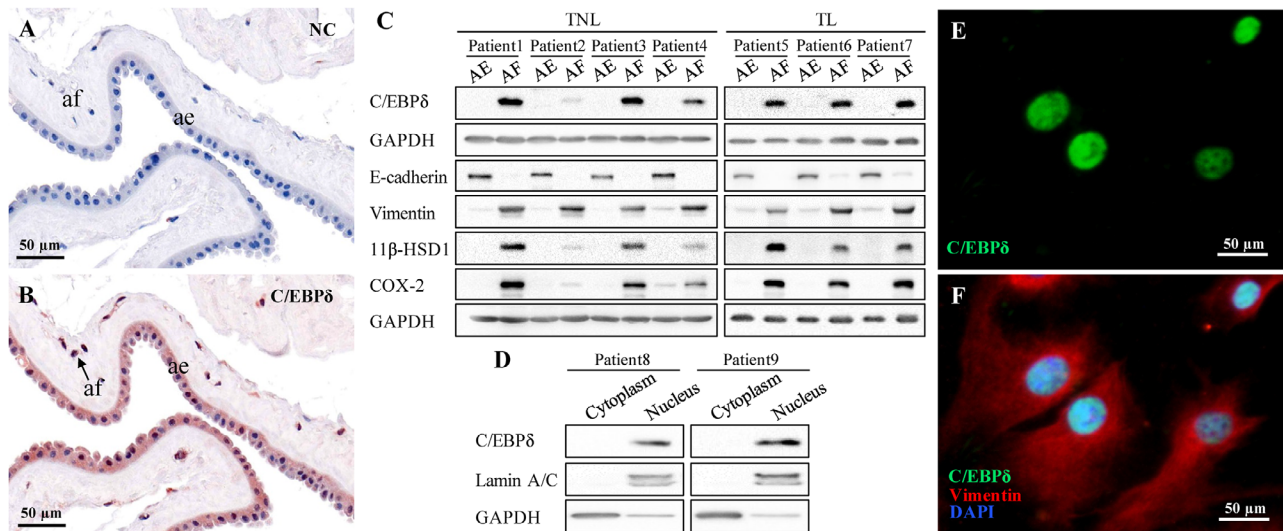 A
NC
af
ae
50 µm
B
C/EBPδ
ae
af
50 µm
C
TNL
TL
Patient1 Patient2 Patient3 Patient4 Patient5 Patient6 Patient7
AE AF AE AF AE AF AE AF AE AF AE AF AE AF
C/EBPδ
GAPDH
E-cadherin
Vimentin
11β-HSD1
COX-2
GAPDH
D
Patient8 Patient9
Cytoplasm Nucleus Cytoplasm Nucleus
C/EBPδ
Lamin A/C
GAPDH
E
C/EBPδ
50 µm
F
C/EBPδ
Vimentin
DAPI
50 µm